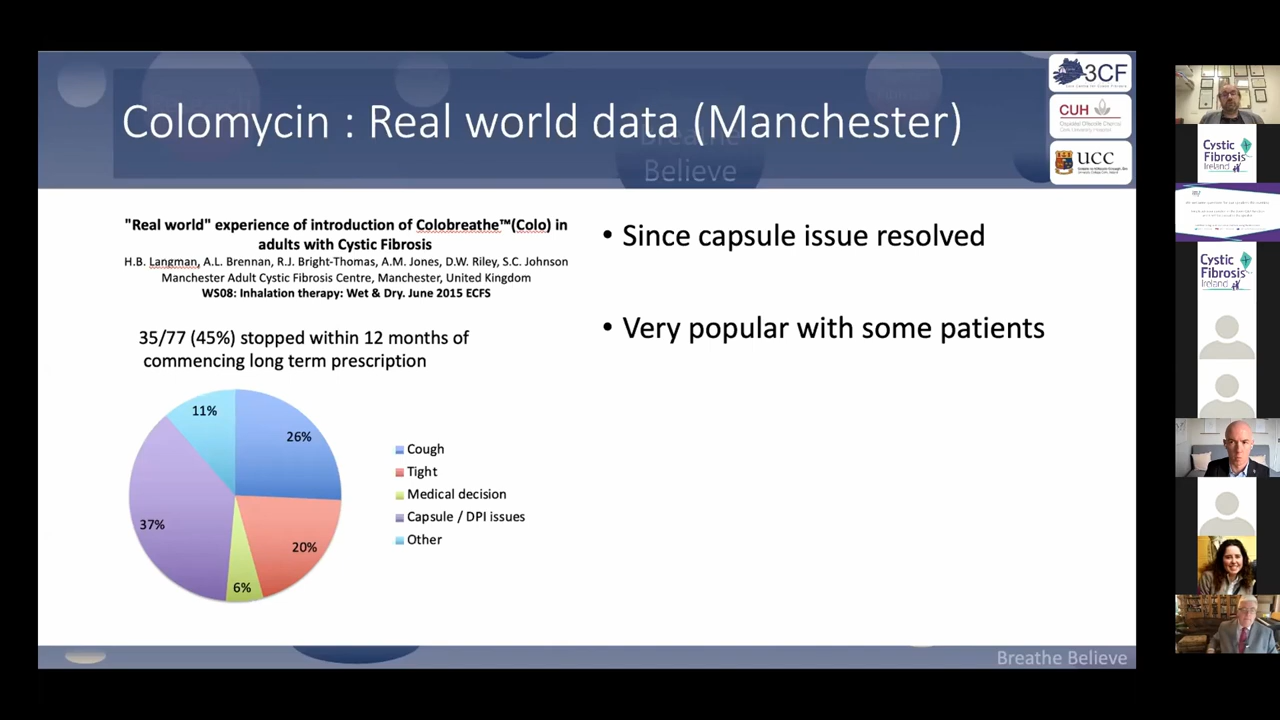 Colomycin : Real world data (Manchester)
Breathe
Believe
3CF
CUH
UCC
"Real world" experience of introduction of Colobreathe™(Colo) in
adults with Cystic Fibrosis
H.B. Langman, A.L. Brennan, R.J. Bright-Thomas, A.M. Jones, D.W. Riley, S.C. Johnson
Manchester Adult Cystic Fibrosis Centre, Manchester, United Kingdom
WS08: Inhalation therapy: Wet & Dry. June 2015 ECFS
35/77 (45%) stopped within 12 months of
commencing long term prescription
11%
26%
37%
20%
6%
Cough
Tight
Medical decision
Capsule / DPI issues
Other
• Since capsule issue resolved
• Very popular with some patients
Breathe Believe
Cystic
Fibrosis
Ireland
Cystic
Fibrosis
Ireland